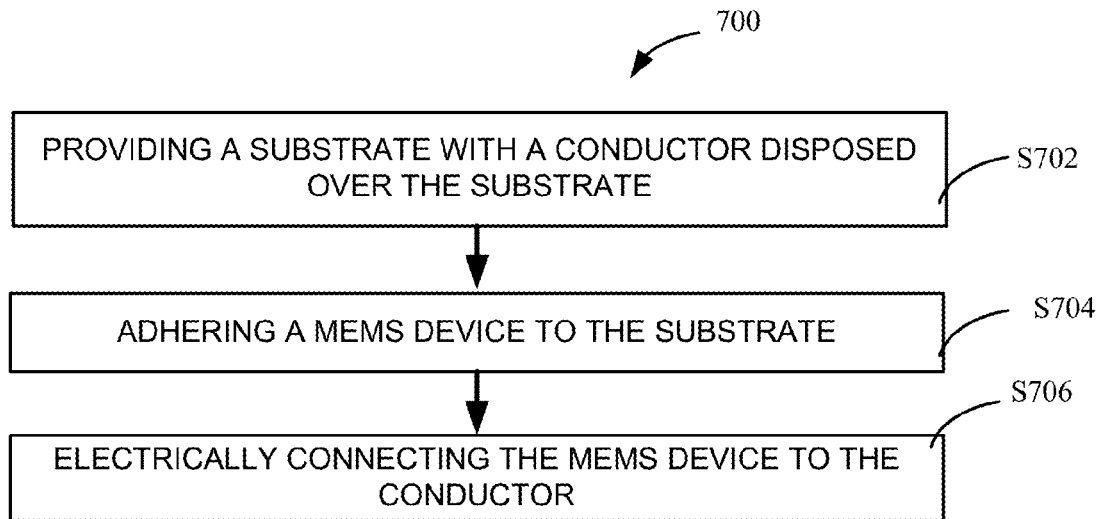 700
PROVIDING A SUBSTRATE WITH A CONDUCTOR DISPOSED
OVER THE SUBSTRATE
S702
ADHERING A MEMS DEVICE TO THE SUBSTRATE
S704
S706
ELECTRICALLY CONNECTING THE MEMS DEVICE TO THE
CONDUCTOR